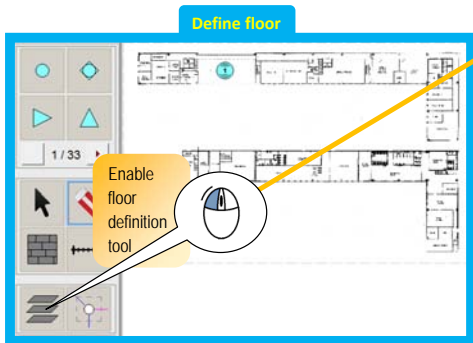 Define floor
1 / 33
Enable
floor
definition
tool